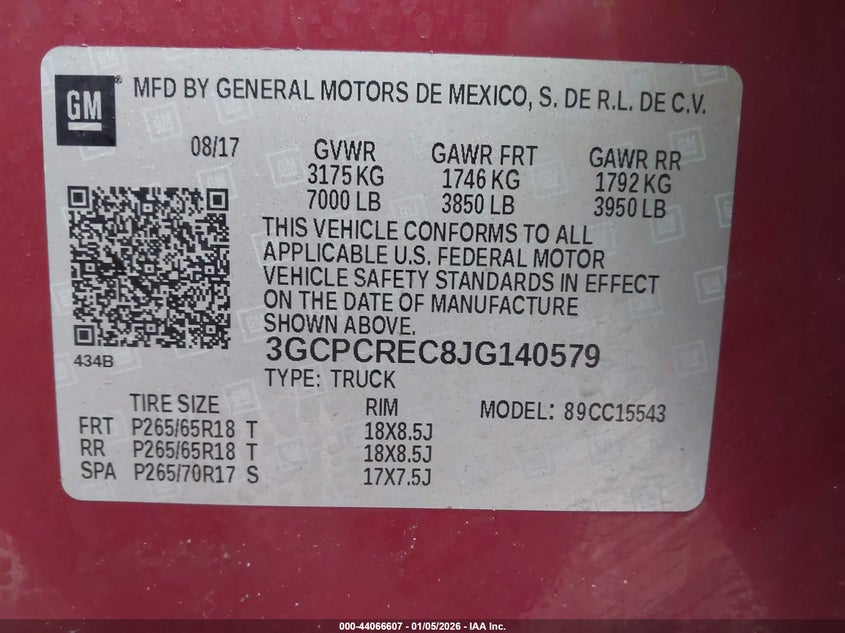 GM
MFD BY GENERAL MOTORS DE MEXICO, S. DE R.L. DE C.V.
08/17 GVWR GAWR FRT GAWR RR
3175 KG 1746 KG 1792 KG
7000 LB 3850 LB 3950 LB
THIS VEHICLE CONFORMS TO ALL
APPLICABLE U.S. FEDERAL MOTOR
VEHICLE SAFETY STANDARDS IN EFFECT
ON THE DATE OF MANUFACTURE
SHOWN ABOVE.
434B
3GCPCREC8JG140579
TYPE: TRUCK
TIRE SIZE RIM MODEL: 89CC15543
FRT P265/65R18 T 18X8.5J
RR P265/65R18 T 18X8.5J
SPA P265/70R17 S 17X7.5J
000-44066607 - 01/05/2026 - IAA Inc.